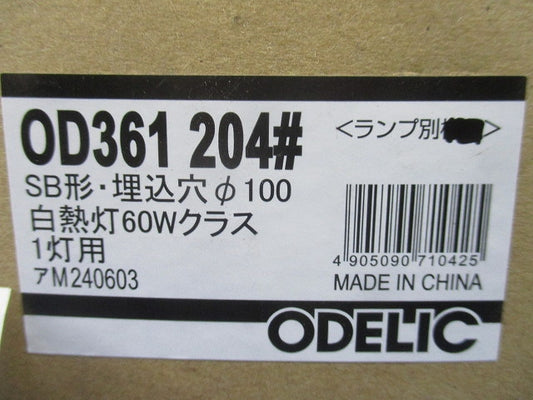 OD361 204#
<ランプ別
>
SB形・埋込穴φ100
白熱灯60Wクラス
1灯用
アM240603
4 905090 710425
MADE IN CHINA
ODELIC